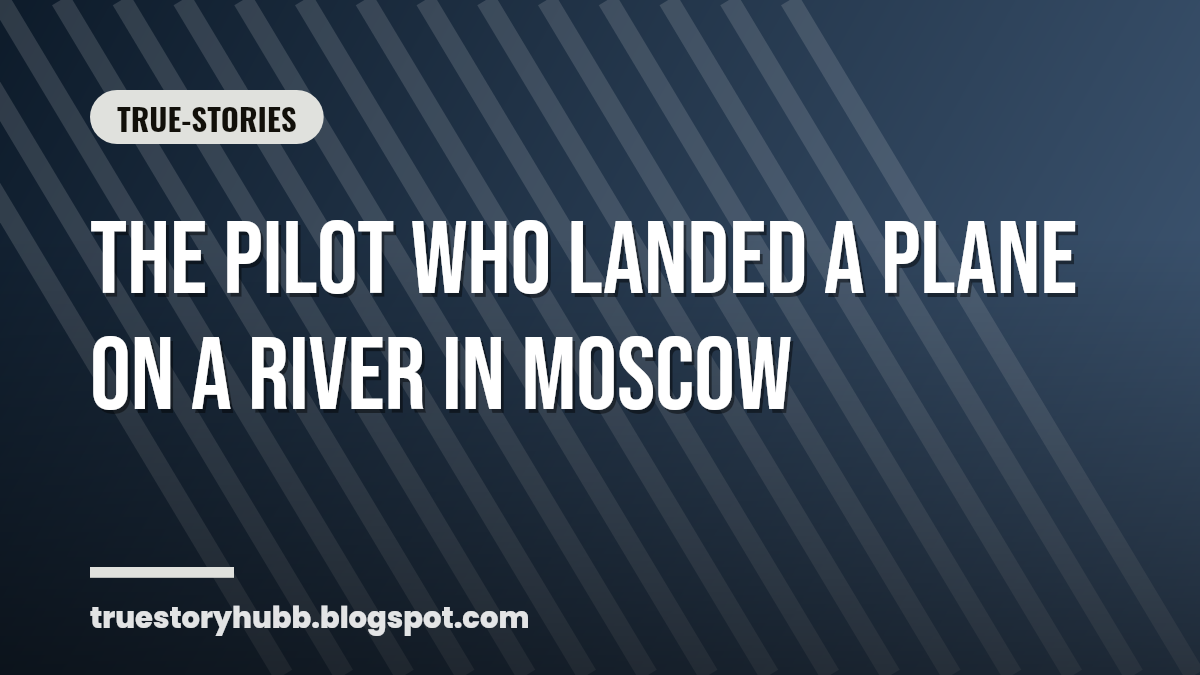 TRUE-STORIES
THE PILOT WHO LANDED A PLANE
ON A RIVER IN MOSCOW
truestoryhubb.blogspot.com